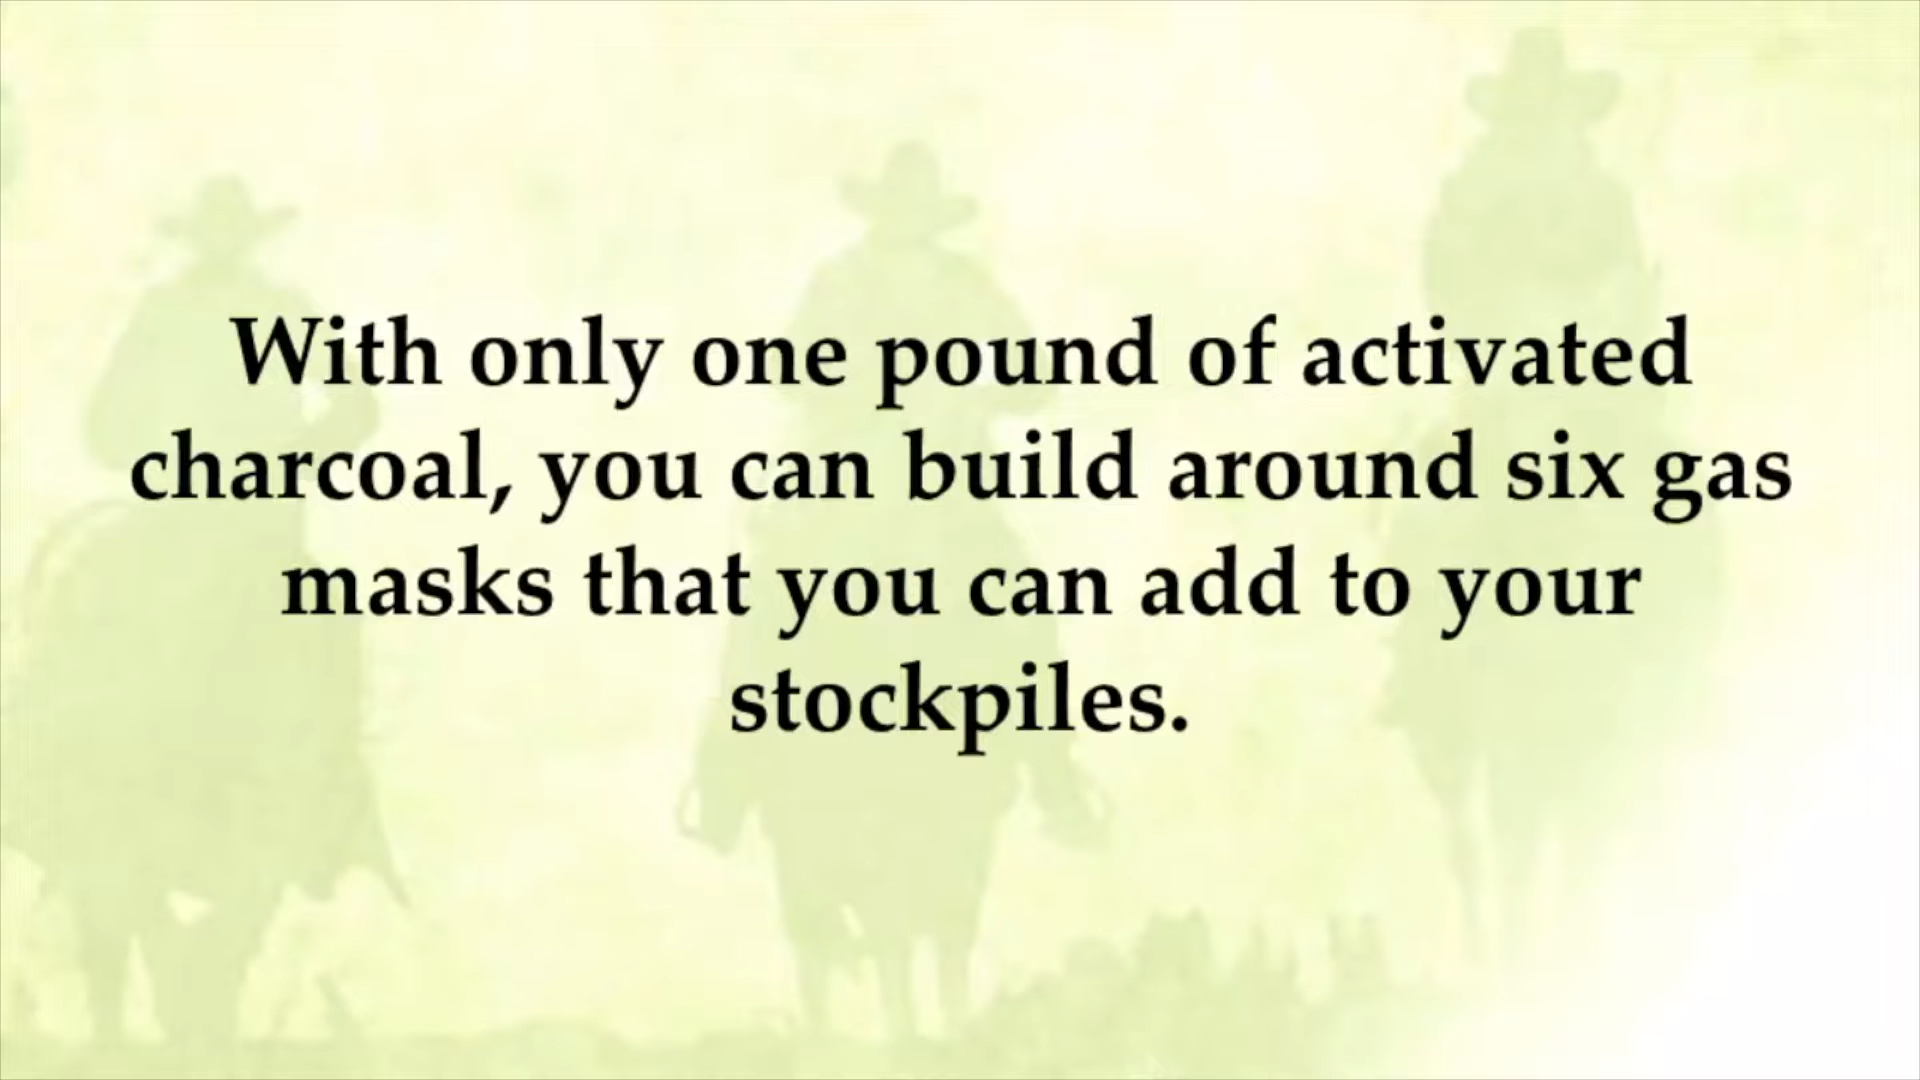 With only one pound of activated
charcoal, you can build around six gas
masks that you can add to your
stockpiles.